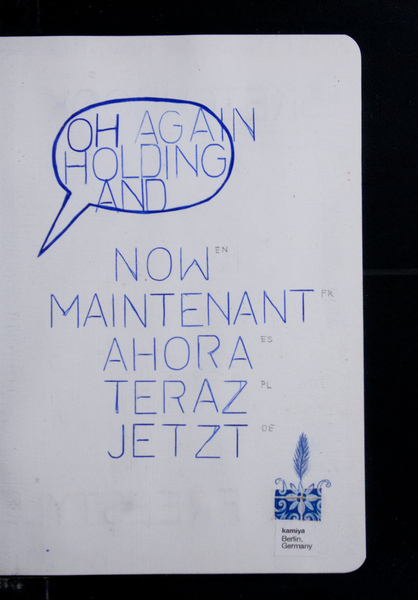 OH AGAIN
HOLDING
AND
NOW EN
MAINTENANT FR
AHORA ES
TERAZ PL
JETZT DE
kamiya
Berlin,
Germany